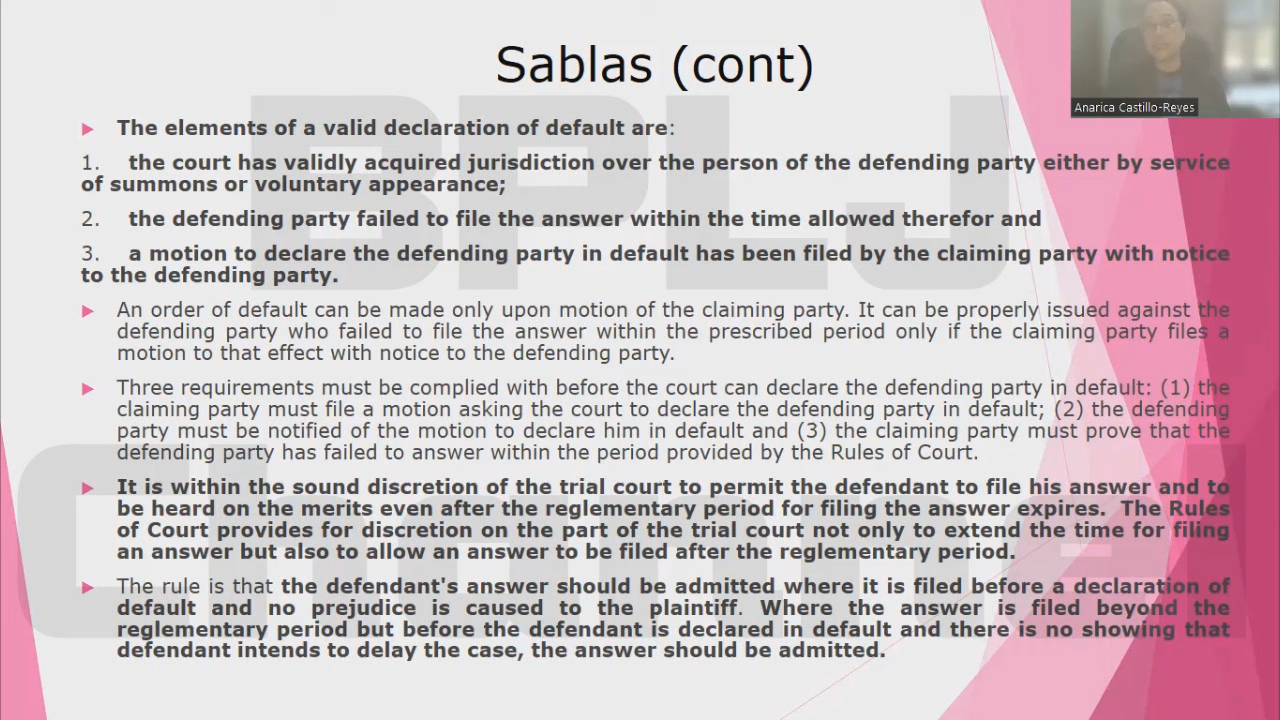 Sablas (cont)
Anarica Castillo-Reyes
The elements of a valid declaration of default are:
1. the court has validly acquired jurisdiction over the person of the defending party either by service
of summons or voluntary appearance;
2. the defending party failed to file the answer within the time allowed therefor and
3. a motion to declare the defending party in default has been filed by the claiming party with notice
to the defending party.
An order of default can be made only upon motion of the claiming party. It can be properly issued against the
defending party who failed to file the answer within the prescribed period only if the claiming party files a
motion to that effect with notice to the defending party.
Three requirements must be complied with before the court can declare the defending party in default: (1) the
claiming party must file a motion asking the court to declare the defending party in default; (2) the defending
party must be notified of the motion to declare him in default and (3) the claiming party must prove that the
defending party has failed to answer within the period provided by the Rules of Court.
It is within the sound discretion of the trial court to permit the defendant to file his answer and to
be heard on the merits even after the reglementary period for filing the answer expires. The Rules
of Court provides for discretion on the part of the trial court not only to extend the time for filing
an answer but also to allow an answer to be filed after the reglementary period.
The rule is that the defendant's answer should be admitted where it is filed before a declaration of
default and no prejudice is caused to the plaintiff. Where the answer is filed beyond the
reglementary period but before the defendant is declared in default and there is no showing that
defendant intends to delay the case, the answer should be admitted.
BPLJ
Channel